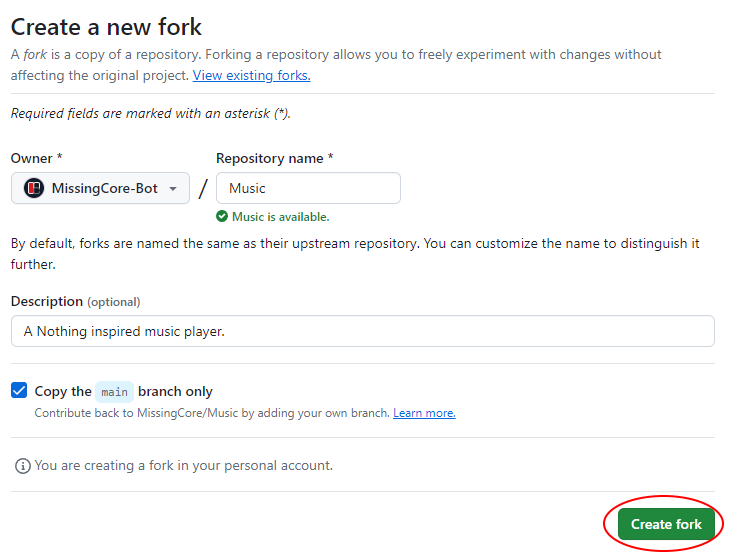 Create a new fork
A fork is a copy of a repository. Forking a repository allows you to freely experiment with changes without
affecting the original project. View existing forks.
Required fields are marked with an asterisk (*).
Owner *
Repository name *
MissingCore-Bot
/
Music
Music is available.
By default, forks are named the same as their upstream repository. You can customize the name to distinguish it
further.
Description (optional)
A Nothing inspired music player.
Copy the main branch only
Contribute back to MissingCore/Music by adding your own branch. Learn more.
You are creating a fork in your personal account.
Create fork